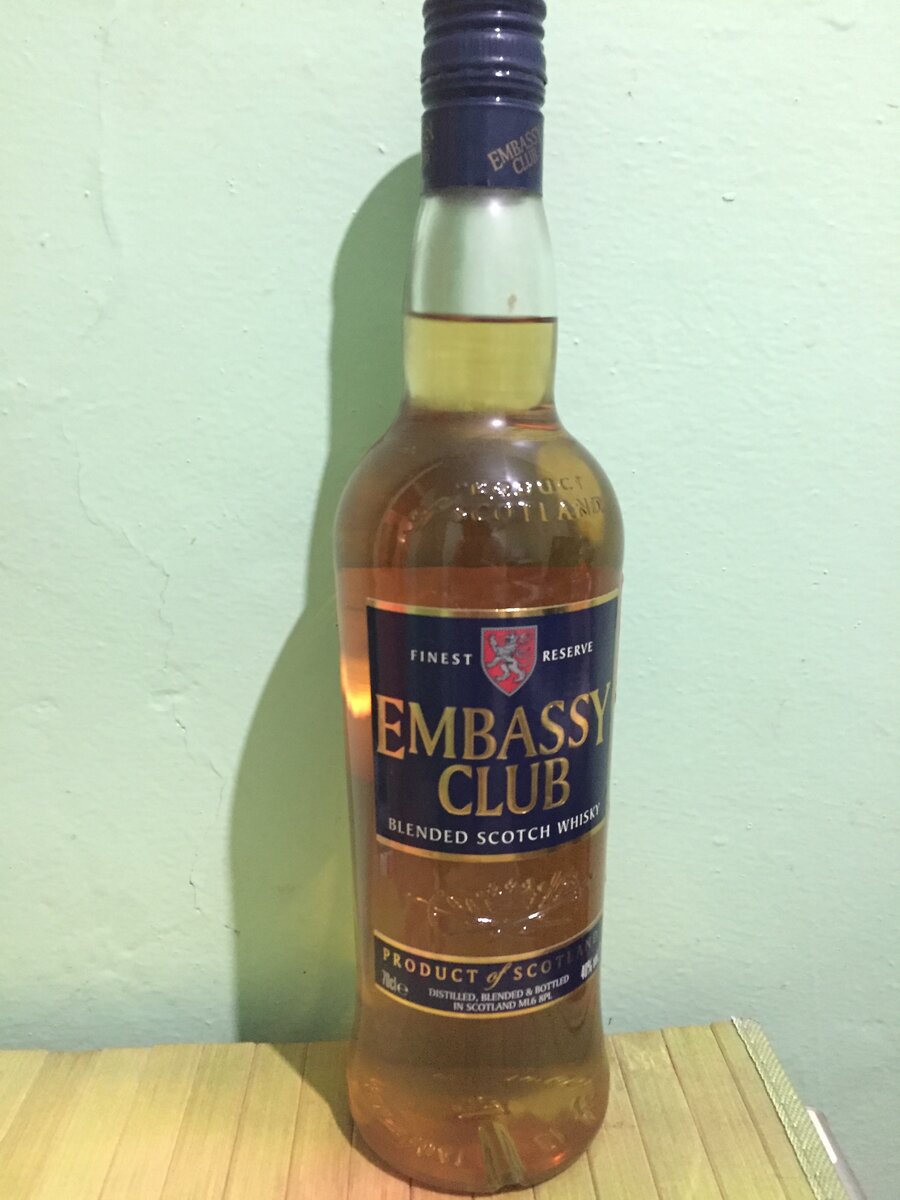 EMBASSY
CLUB
PRODUCT
SCOTLAND
FINEST RESERVE
EMBASSY
CLUB
BLENDED SCOTCH WHISKY
PRODUCT of SCOTLAND
70cl e 40%
DISTILLED, BLENDED & BOTTLED
IN SCOTLAND ML6 8PL